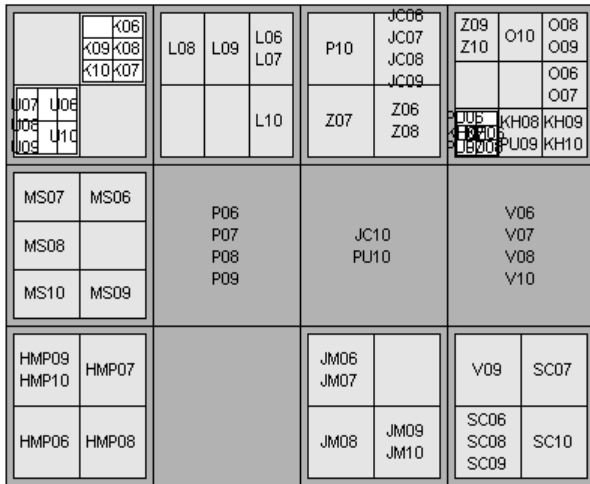 K06
K09 K08
K10 K07
U07 U06
U08
U09 U10
L08 L09 L06
L07
L10
P10 JC06
JC07
JC08
JC09
Z07 Z06
Z08
Z09 O10 O08
Z10 O09
O06
O07
PU06
KH08 KH09
PU09 KH10
MS07 MS06
MS08
MS10 MS09
P06
P07
P08
P09
JC10
PU10
V06
V07
V08
V10
HMP09 HMP07
HMP10
HMP06 HMP08
JM06
JM07
JM08 JM09
JM10
V09 SC07
SC06
SC08 SC10
SC09